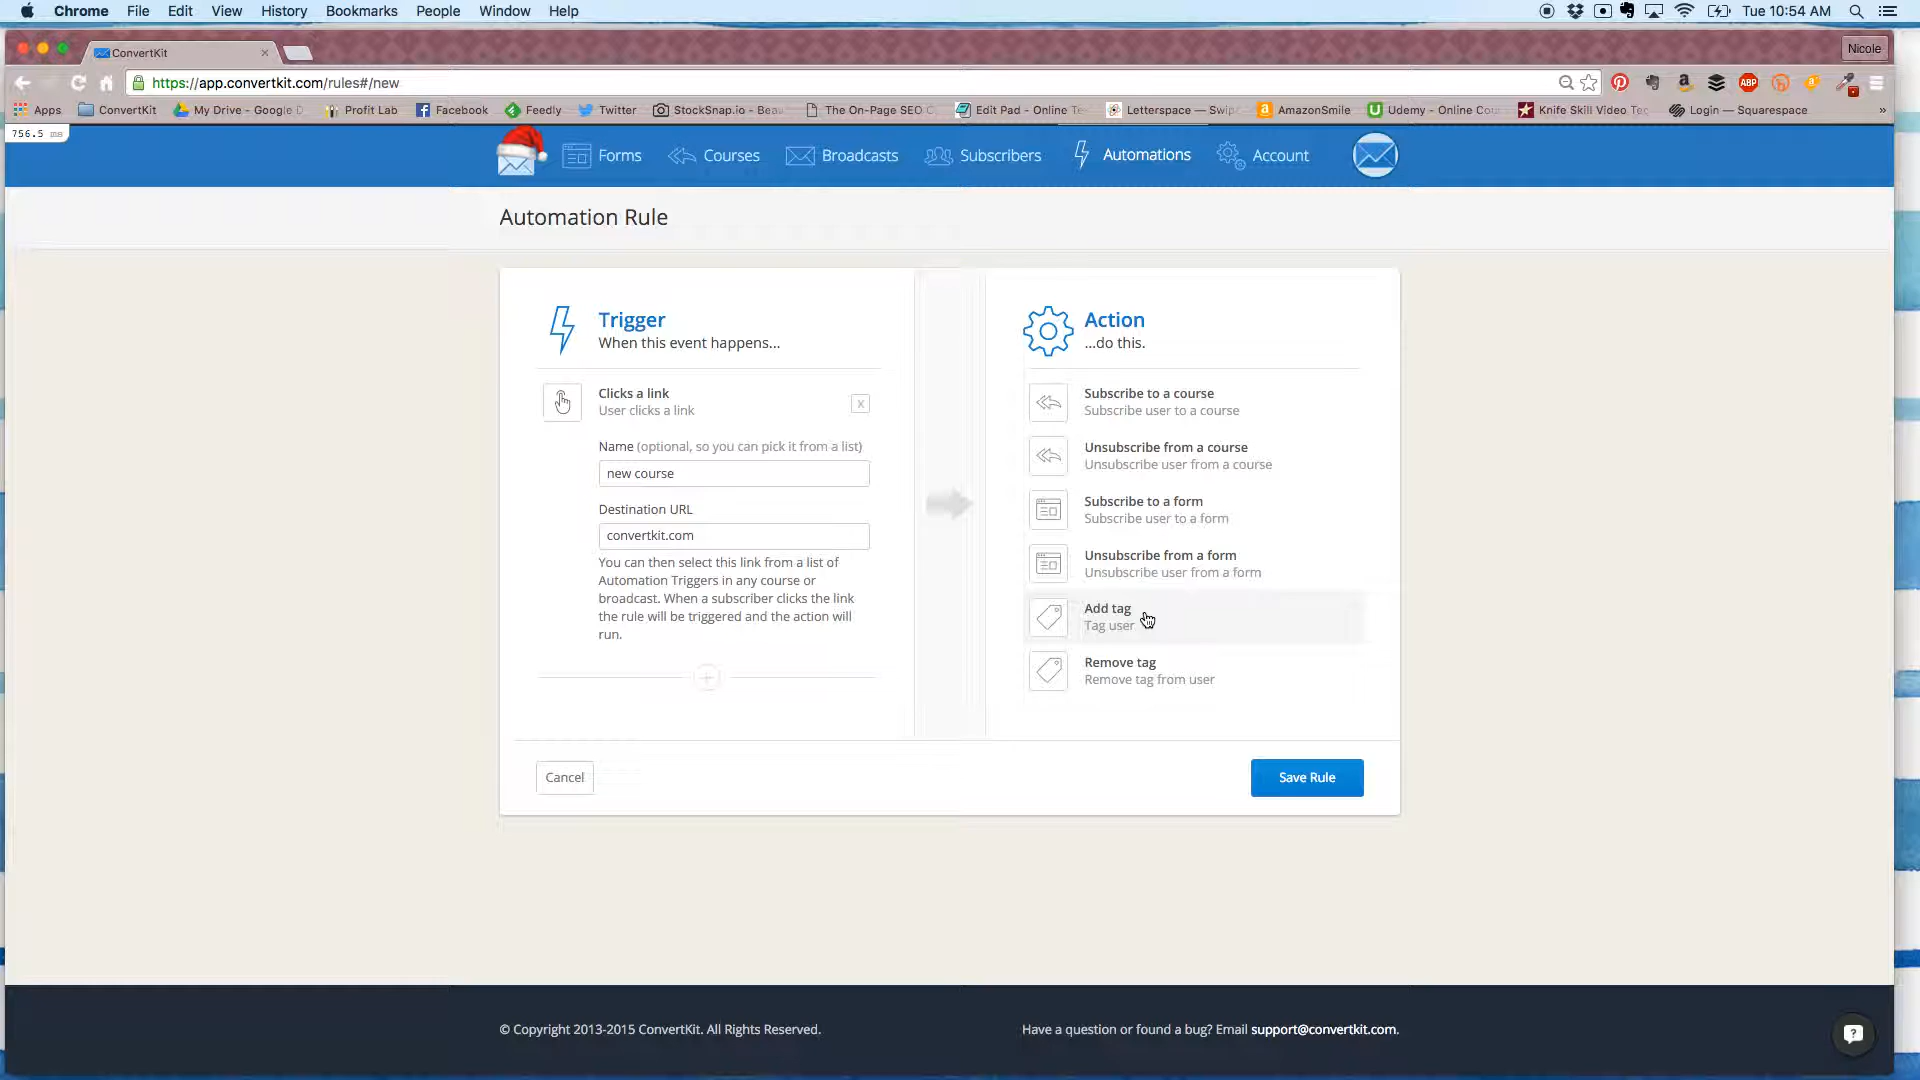 Chrome File Edit View History Bookmarks People Window Help Tue 10:54 AM
ConvertKit Nicole
https://app.convertkit.com/rules#/new
Apps ConvertKit My Drive - Google D Profit Lab Facebook Feedly Twitter StockSnap.io - Beau The On-Page SEO C Edit Pad - Online Te Letterspace — Swip AmazonSmile Udemy - Online Cou Knife Skill Video Tec Login — Squarespace »
756.5 ms
Forms Courses Broadcasts Subscribers Automations Account
Automation Rule
Trigger
When this event happens...
Clicks a link
User clicks a link
X
Name (optional, so you can pick it from a list)
new course
Destination URL
convertkit.com
You can then select this link from a list of
Automation Triggers in any course or
broadcast. When a subscriber clicks the link
the rule will be triggered and the action will
run.
Action
...do this.
Subscribe to a course
Subscribe user to a course
Unsubscribe from a course
Unsubscribe user from a course
Subscribe to a form
Subscribe user to a form
Unsubscribe from a form
Unsubscribe user from a form
Add tag
Tag user
Remove tag
Remove tag from user
Cancel Save Rule
© Copyright 2013-2015 ConvertKit. All Rights Reserved. Have a question or found a bug? Email support@convertkit.com.